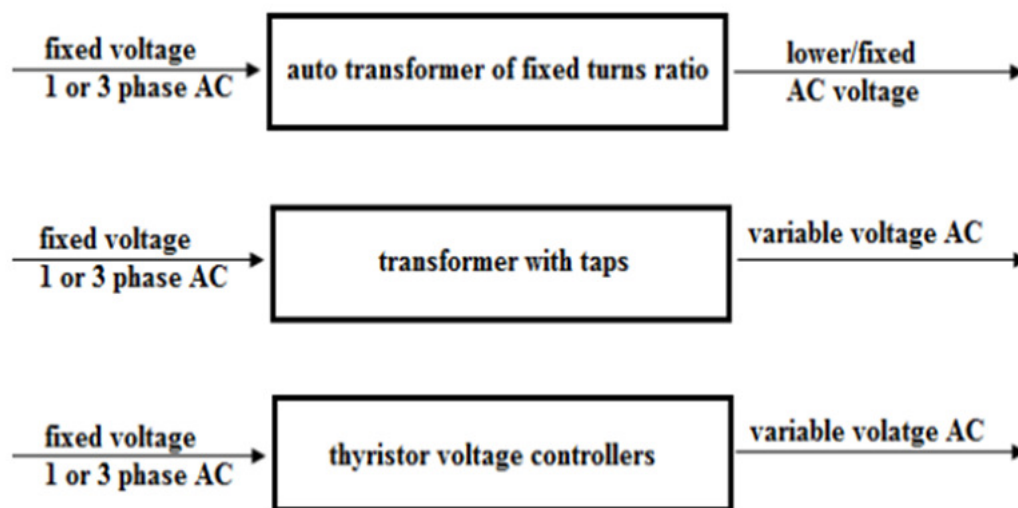 fixed voltage
1 or 3 phase AC
auto transformer of fixed turns ratio
lower/fixed
AC voltage
fixed voltage
1 or 3 phase AC
transformer with taps
variable voltage AC
fixed voltage
1 or 3 phase AC
thyristor voltage controllers
variable volatge AC